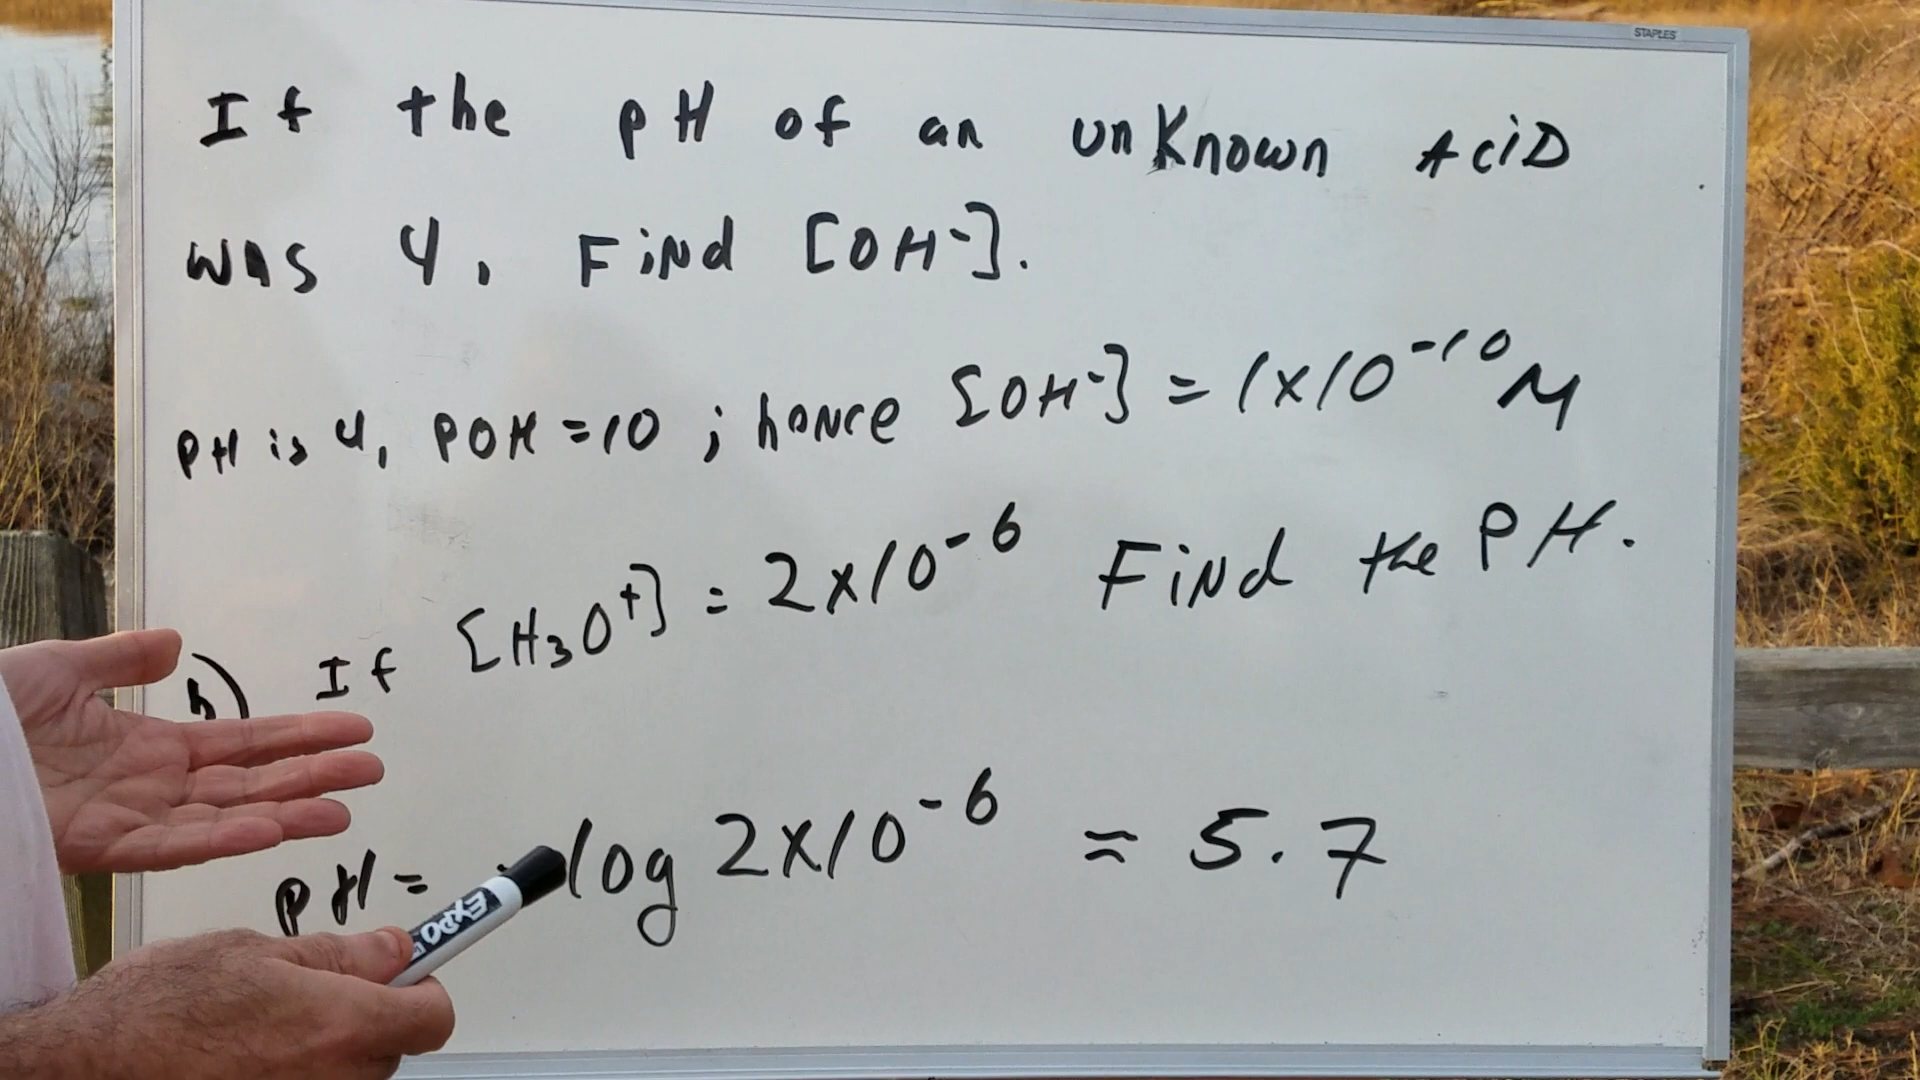 STAPLES
If the pH of an unKnown AciD
was 4, FiNd [OH-].
PH is 4, POH = 10 ; hence [OH-] = 1x10-10 M
b) If [H3O+] = 2x10-6 FiNd the PH.
PH = -log 2x10-6 ≈ 5.7
EXPO